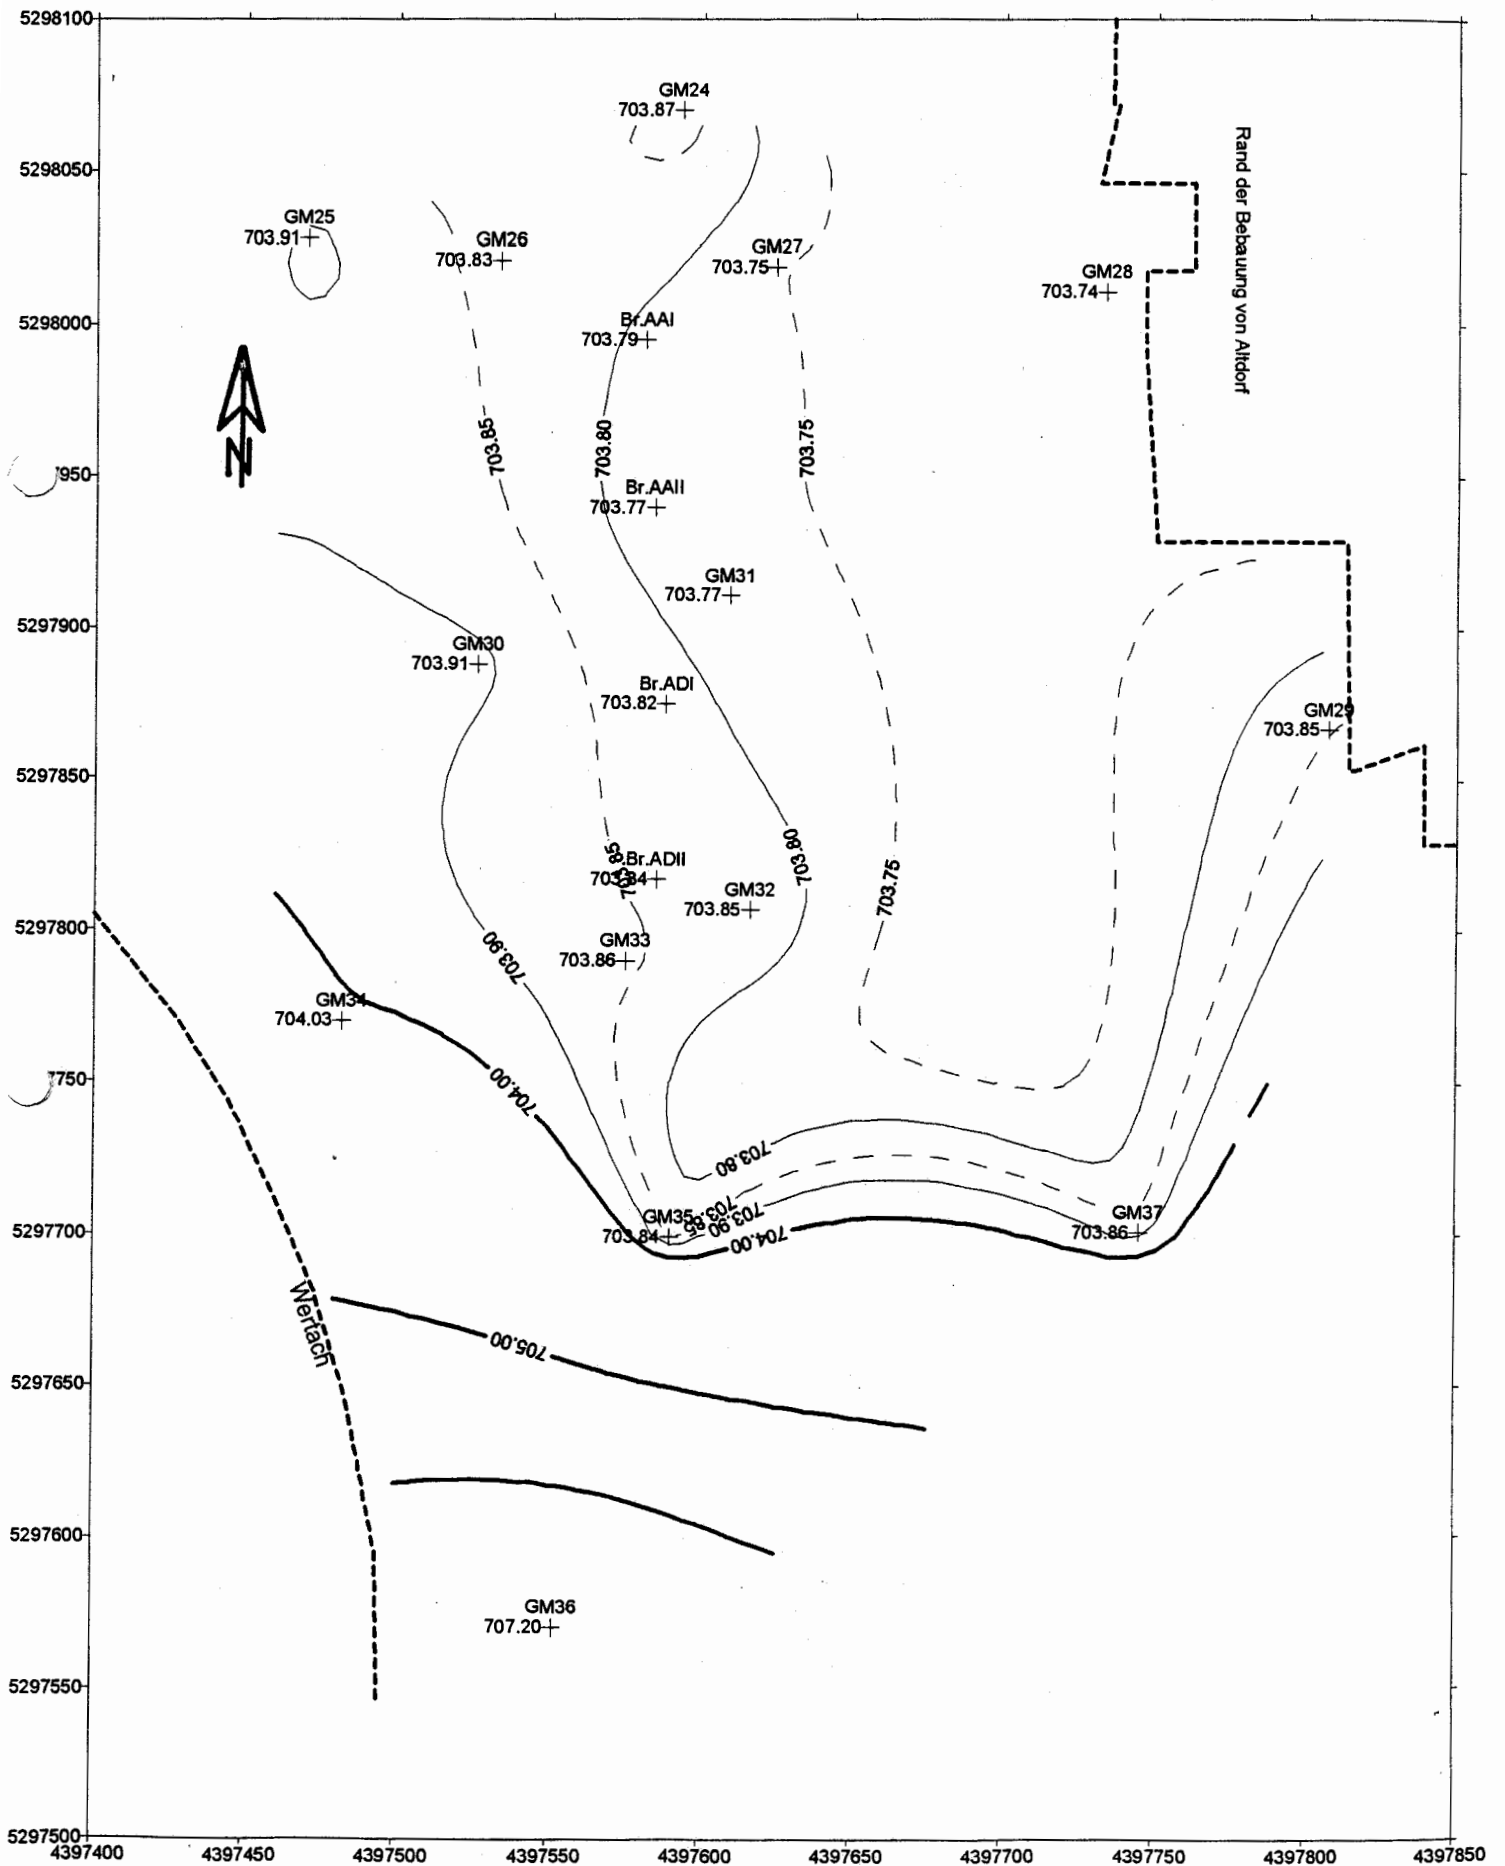 5298100
GM24
703.87
Rand der Bebauung von Altdorf
5298050
GM25
703.91
GM26
703.83
GM27
703.75
GM28
703.74
5298000
Br.AAI
703.79
703.85
703.80
703.75
950
N
Br.AAII
703.77
GM31
703.77
5297900
GM30
703.91
Br.ADI
703.82
GM29
703.85
5297850
703.80
703.85
Br.ADII
703.84
703.75
GM32
703.85
5297800
703.90
GM33
703.86
GM34
704.03
7750
704.00
703.80
703.85
703.90
GM35
703.84
GM37
703.86
5297700
704.00
Wertach
705.00
5297650
5297600
GM36
707.20
5297550
5297500
4397400 4397450 4397500 4397550 4397600 4397650 4397700 4397750 4397800 4397850